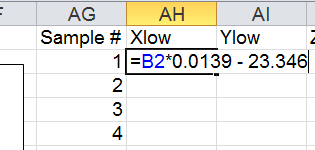 F AG AH AI
Sample # Xlow Ylow
1 =B2*0.0139 - 23.346
2
3
4